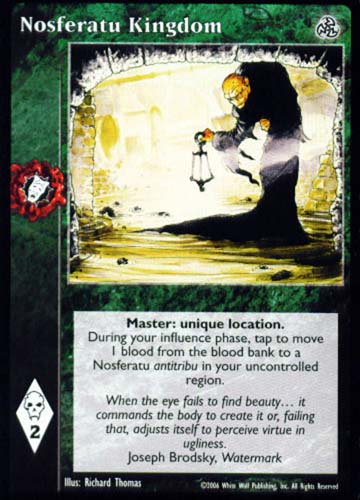 Nosferatu Kingdom
Master: unique location.
During your influence phase, tap to move
1 blood from the blood bank to a
Nosferatu antitribu in your uncontrolled
region.
When the eye fails to find beauty… it
commands the body to create it or, failing
that, adjusts itself to perceive virtue in
ugliness.
Joseph Brodsky, Watermark
2
Illus: Richard Thomas
©2006 White Wolf Publishing, Inc. All Rights Reserved